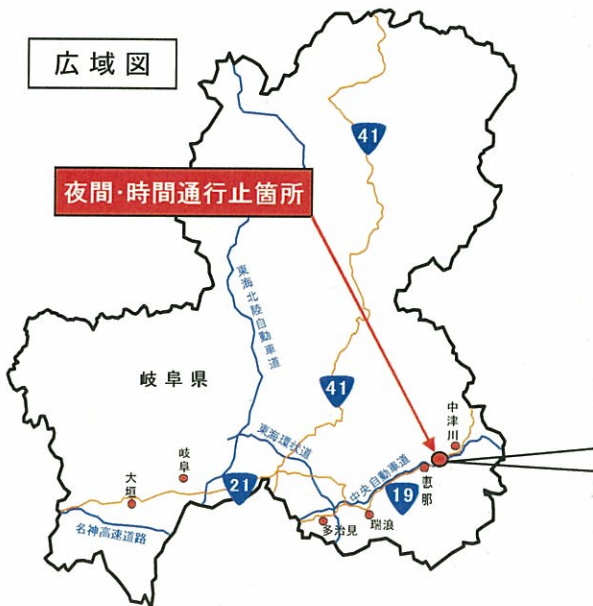 広域図
41
夜間・時間通行止箇所
東海北陸自動車道
岐阜県
41
東海環状道
中津川
岐阜
大垣
21
中央自動車道
恵那
19
名神高速道路
多治見
瑞浪